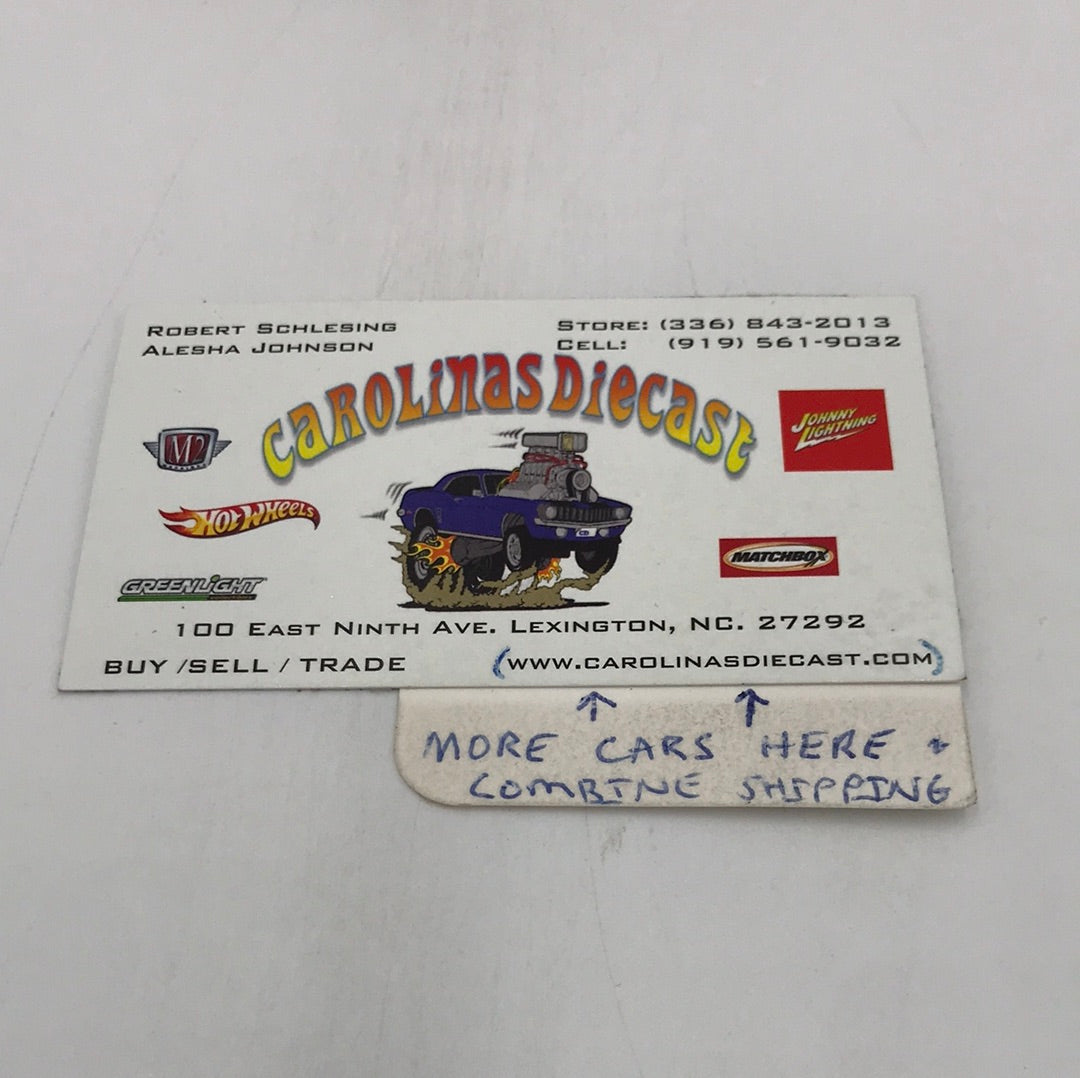 ROBERT SCHLESING
ALESHA JOHNSON
STORE: (336) 843-2013
CELL: (919) 561-9032
CAROLINAS DIECAST
M2
JOHNNY
LIGHTNING
HOT WHEELS
CD
MATCHBOX
GREENLIGHT
100 EAST NINTH AVE. LEXINGTON, NC. 27292
BUY /SELL / TRADE
(WWW.CAROLINASDIECAST.COM)
MORE CARS HERE +
COMBINE SHIPPING